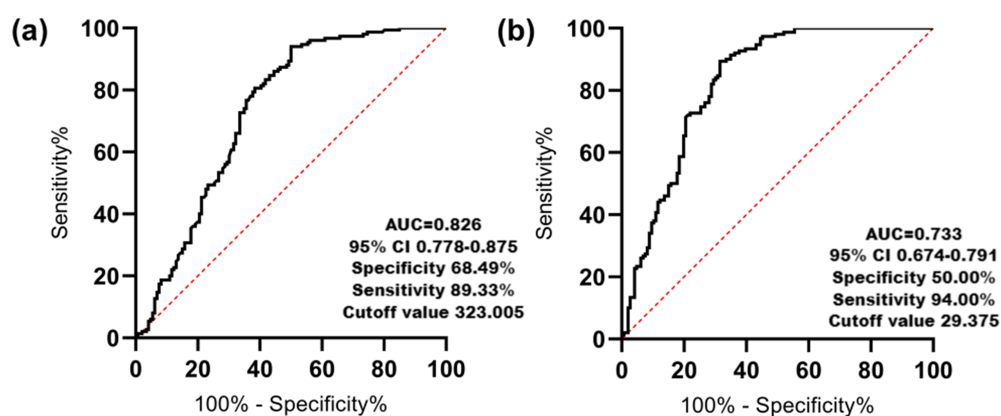 (a)
100
80
60
40
20
0
Sensitivity%
AUC=0.826
95% CI 0.778-0.875
Specificity 68.49%
Sensitivity 89.33%
Cutoff value 323.005
0 20 40 60 80 100
100% - Specificity%
(b)
100
80
60
40
20
0
Sensitivity%
AUC=0.733
95% CI 0.674-0.791
Specificity 50.00%
Sensitivity 94.00%
Cutoff value 29.375
0 20 40 60 80 100
100% - Specificity%